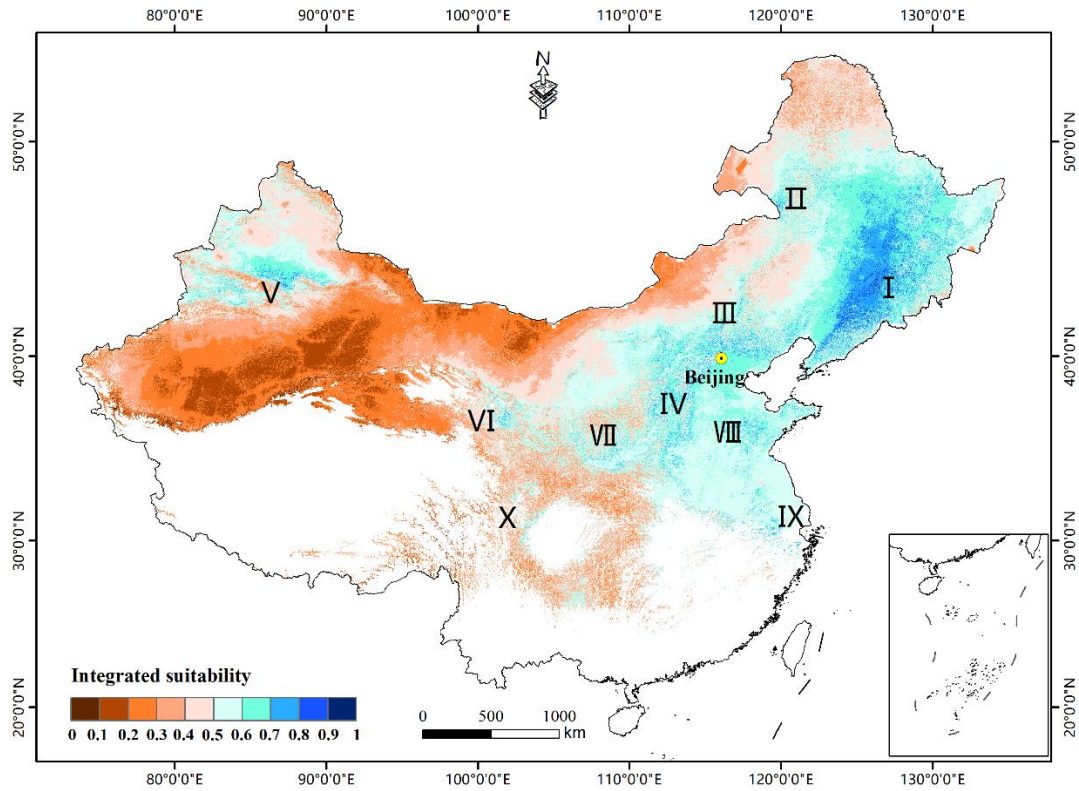 80°0'0"E 90°0'0"E 100°0'0"E 110°0'0"E 120°0'0"E 130°0'0"E
N
50°0'0"N 50°0'0"N
II
V
I
III
40°0'0"N 40°0'0"N
Beijing
IV
VI
VII
VIII
X
IX
30°0'0"N 30°0'0"N
Integrated suitability
0 0.1 0.2 0.3 0.4 0.5 0.6 0.7 0.8 0.9 1
0 500 1000
km
20°0'0"N 20°0'0"N
80°0'0"E 90°0'0"E 100°0'0"E 110°0'0"E 120°0'0"E 130°0'0"E